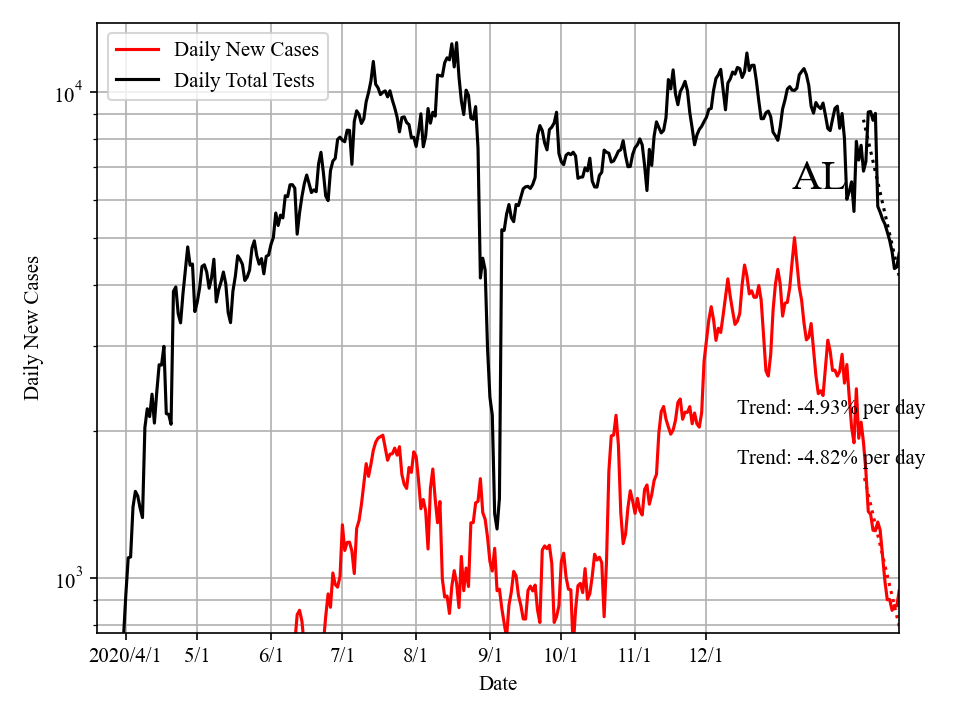 Daily New Cases
Daily Total Tests
10^4
10^3
AL
Trend: -4.93% per day
Trend: -4.82% per day
Daily New Cases
2020/4/1 5/1 6/1 7/1 8/1 9/1 10/1 11/1 12/1
Date